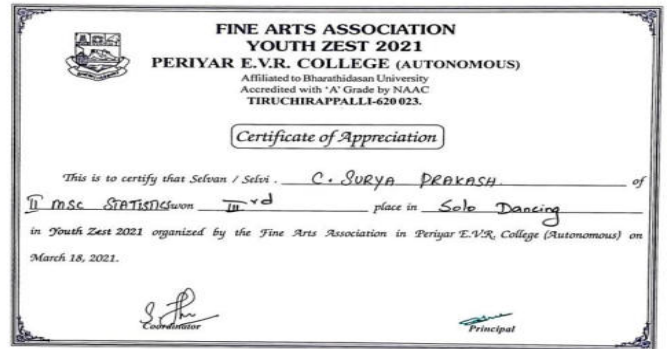 FINE ARTS ASSOCIATION
YOUTH ZEST 2021
PERIYAR E.V.R. COLLEGE (AUTONOMOUS)
Affiliated to Bharathidasan University
Accredited with 'A' Grade by NAAC
TIRUCHIRAPPALLI-620 023.
Certificate of Appreciation
This is to certify that Selvan / Selvi . C. SURYA PRAKASH of
II MSC STATISTICS won IIIrd place in Solo Dancing
in Youth Zest 2021 organized by the Fine Arts Association in Periyar E.V.R. College (Autonomous) on
March 18, 2021.
Coordinator
Principal